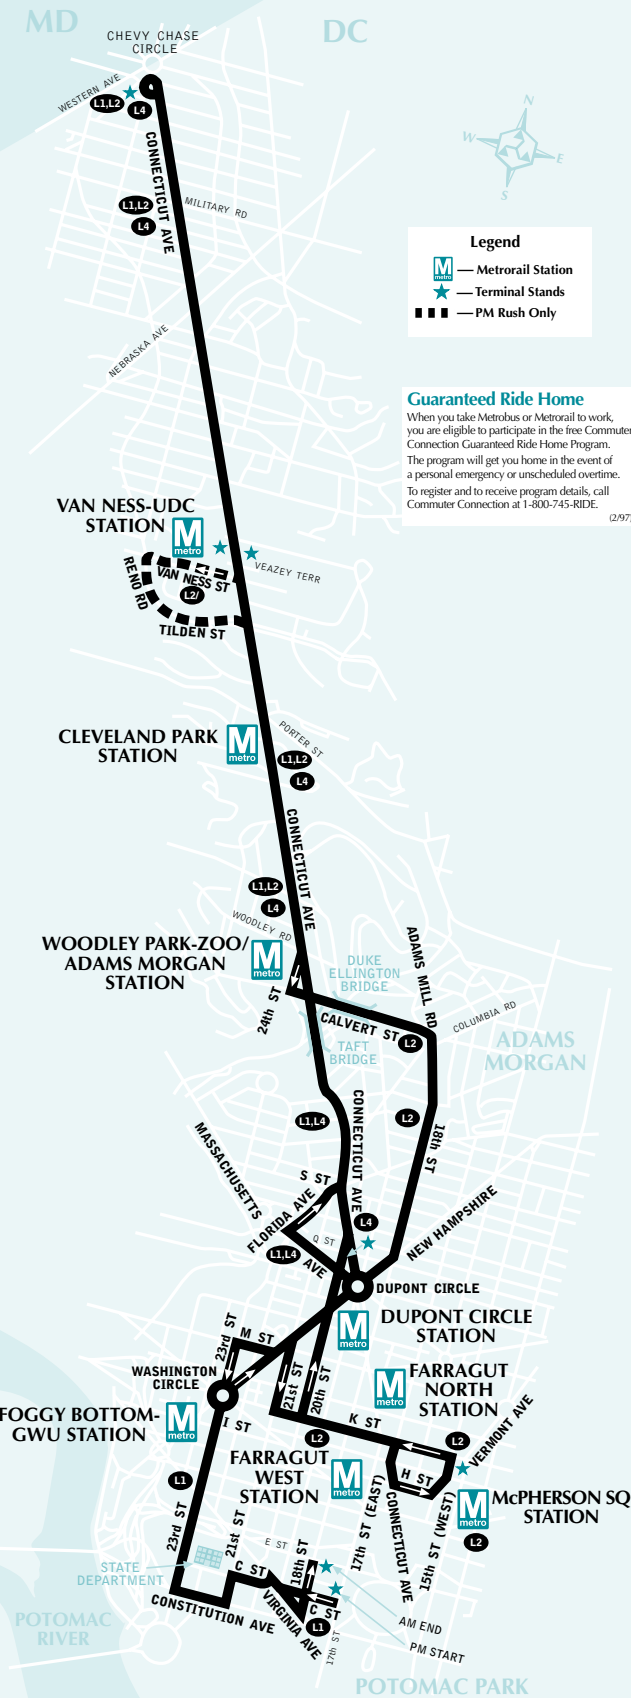 MD
DC
CHEVY CHASE
CIRCLE
WESTERN AVE
L1,L2
L4
CONNECTICUT AVE
L1,L2
L4
MILITARY RD
N
W
E
S
Legend
M
metro
— Metrorail Station
— Terminal Stands
— PM Rush Only
NEBRASKA AVE
Guaranteed Ride Home
When you take Metrobus or Metrorail to work,
you are eligible to participate in the free Commuter
Connection Guaranteed Ride Home Program.
The program will get you home in the event of
a personal emergency or unscheduled overtime.
To register and to receive program details, call
Commuter Connection at 1-800-745-RIDE.
(2/97)
VAN NESS-UDC
STATION
M
metro
VEAZEY TERR
VAN NESS ST
RENO RD
L2/
TILDEN ST
CLEVELAND PARK
STATION
M
metro
PORTER ST
L1,L2
L4
CONNECTICUT AVE
L1,L2
L4
WOODLEY RD
WOODLEY PARK-ZOO/
ADAMS MORGAN
STATION
M
metro
24th ST
DUKE
ELLINGTON
BRIDGE
ADAMS MILL RD
CALVERT ST
L2
COLUMBIA RD
TAFT
BRIDGE
ADAMS
MORGAN
L1,L4
CONNECTICUT AVE
L2
18th ST
MASSACHUSETTS
AVE
S ST
FLORIDA AVE
L4
Q ST
L1,L4
NEW HAMPSHIRE
DUPONT CIRCLE
DUPONT CIRCLE
STATION
M
metro
23rd ST
M ST
WASHINGTON
CIRCLE
21st ST
20th ST
FARRAGUT
NORTH
STATION
M
metro
FOGGY BOTTOM-
GWU STATION
M
metro
I ST
K ST
L2
L2
VERMONT AVE
FARRAGUT
WEST
STATION
M
metro
H ST
L1
23rd ST
21st ST
17th ST (EAST)
CONNECTICUT AVE
15th ST (WEST)
McPHERSON SQ
STATION
M
metro
L2
E ST
STATE
DEPARTMENT
C ST
18th ST
CONSTITUTION AVE
VIRGINIA AVE
C ST
L1
17th ST
AM END
PM START
POTOMAC
RIVER
POTOMAC PARK